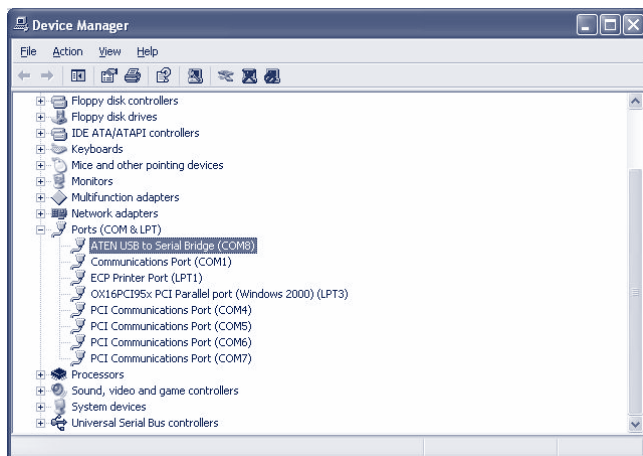 Device Manager
File Action View Help
Floppy disk controllers
Floppy disk drives
IDE ATA/ATAPI controllers
Keyboards
Mice and other pointing devices
Monitors
Multifunction adapters
Network adapters
Ports (COM & LPT)
ATEN USB to Serial Bridge (COM8)
Communications Port (COM1)
ECP Printer Port (LPT1)
OX16PCI95x PCI Parallel port (Windows 2000) (LPT3)
PCI Communications Port (COM4)
PCI Communications Port (COM5)
PCI Communications Port (COM6)
PCI Communications Port (COM7)
Processors
Sound, video and game controllers
System devices
Universal Serial Bus controllers